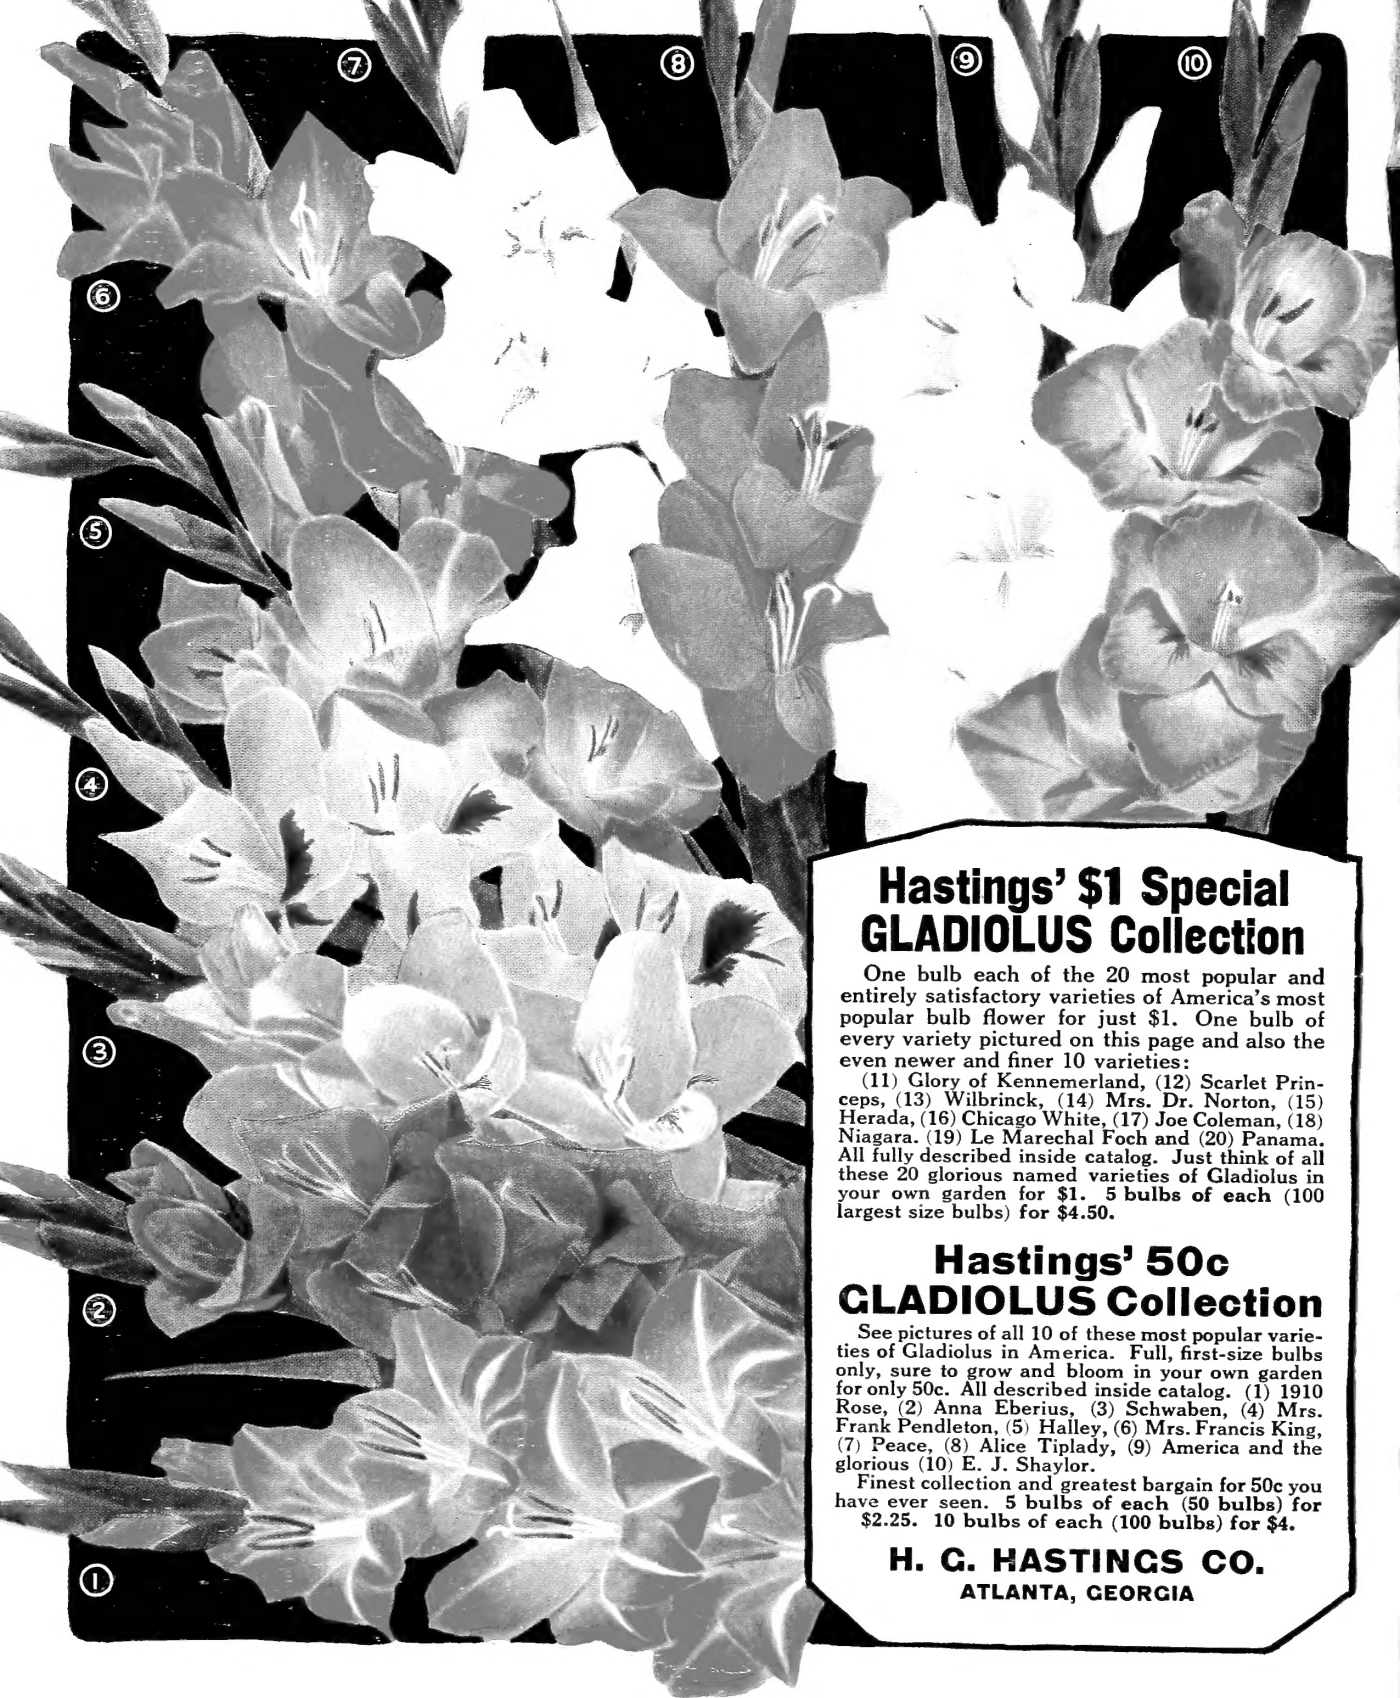 7
8
9
10
6
5
4
3
2
1
Hastings' $1 Special
GLADIOLUS Collection
One bulb each of the 20 most popular and
entirely satisfactory varieties of America's most
popular bulb flower for just $1. One bulb of
every variety pictured on this page and also the
even newer and finer 10 varieties:
(11) Glory of Kennemerland, (12) Scarlet Prin-
ceps, (13) Wilbrinck, (14) Mrs. Dr. Norton, (15)
Herada, (16) Chicago White, (17) Joe Coleman, (18)
Niagara. (19) Le Marechal Foch and (20) Panama.
All fully described inside catalog. Just think of all
these 20 glorious named varieties of Gladiolus in
your own garden for $1. 5 bulbs of each (100
largest size bulbs) for $4.50.
Hastings' 50c
GLADIOLUS Collection
See pictures of all 10 of these most popular varie-
ties of Gladiolus in America. Full, first-size bulbs
only, sure to grow and bloom in your own garden
for only 50c. All described inside catalog. (1) 1910
Rose, (2) Anna Eberius, (3) Schwaben, (4) Mrs.
Frank Pendleton, (5) Halley, (6) Mrs. Francis King,
(7) Peace, (8) Alice Tiplady, (9) America and the
glorious (10) E. J. Shaylor.
Finest collection and greatest bargain for 50c you
have ever seen. 5 bulbs of each (50 bulbs) for
$2.25. 10 bulbs of each (100 bulbs) for $4.
H. G. HASTINGS CO.
ATLANTA, GEORGIA